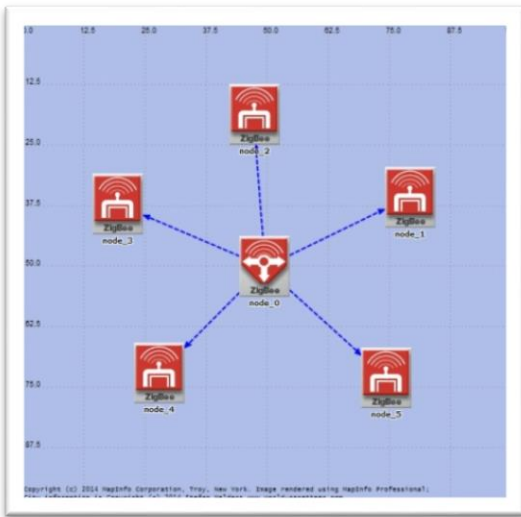 0 12.5 25.0 37.5 50.0 62.5 75.0 87.5
12.5
25.0
37.5
50.0
62.5
75.0
87.5
ZigBee
node_2
ZigBee
node_3
ZigBee
node_1
ZigBee
node_0
ZigBee
node_4
ZigBee
node_5
Copyright (c) 2014 MapInfo Corporation, Troy, New York. Image rendered using MapInfo Professional;